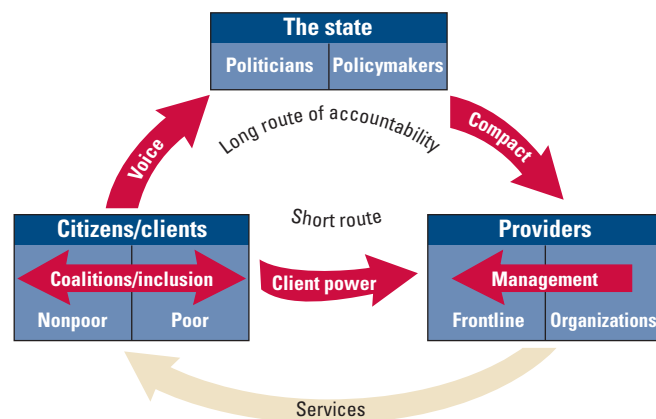 The state
Politicians Policymakers
Long route of accountability
Voice
Compact
Short route
Citizens/clients
Coalitions/inclusion
Nonpoor Poor
Client power
Providers
Management
Frontline Organizations
Services